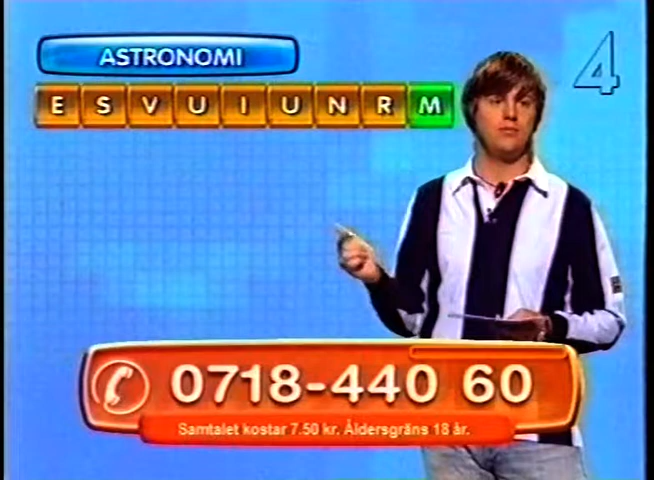 ASTRONOMI
4
E S V U I U N R M
0718-440 60
Samtalet kostar 7.50 kr. Åldersgräns 18 år.